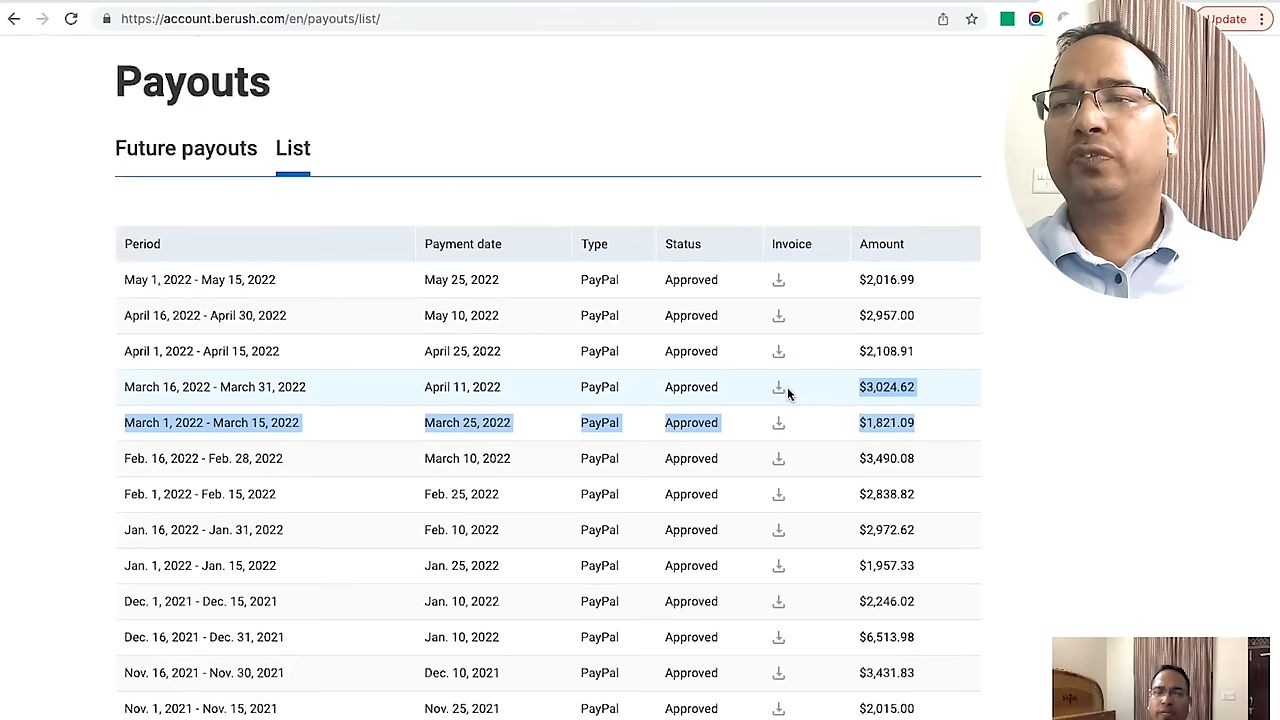 https://account.berush.com/en/payouts/list/
Update
Payouts
Future payouts List
Period Payment date Type Status Invoice Amount
May 1, 2022 - May 15, 2022 May 25, 2022 PayPal Approved $2,016.99
April 16, 2022 - April 30, 2022 May 10, 2022 PayPal Approved $2,957.00
April 1, 2022 - April 15, 2022 April 25, 2022 PayPal Approved $2,108.91
March 16, 2022 - March 31, 2022 April 11, 2022 PayPal Approved $3,024.62
March 1, 2022 - March 15, 2022 March 25, 2022 PayPal Approved $1,821.09
Feb. 16, 2022 - Feb. 28, 2022 March 10, 2022 PayPal Approved $3,490.08
Feb. 1, 2022 - Feb. 15, 2022 Feb. 25, 2022 PayPal Approved $2,838.82
Jan. 16, 2022 - Jan. 31, 2022 Feb. 10, 2022 PayPal Approved $2,972.62
Jan. 1, 2022 - Jan. 15, 2022 Jan. 25, 2022 PayPal Approved $1,957.33
Dec. 1, 2021 - Dec. 15, 2021 Jan. 10, 2022 PayPal Approved $2,246.02
Dec. 16, 2021 - Dec. 31, 2021 Jan. 10, 2022 PayPal Approved $6,513.98
Nov. 16, 2021 - Nov. 30, 2021 Dec. 10, 2021 PayPal Approved $3,431.83
Nov. 1, 2021 - Nov. 15, 2021 Nov. 25, 2021 PayPal Approved $2,015.00